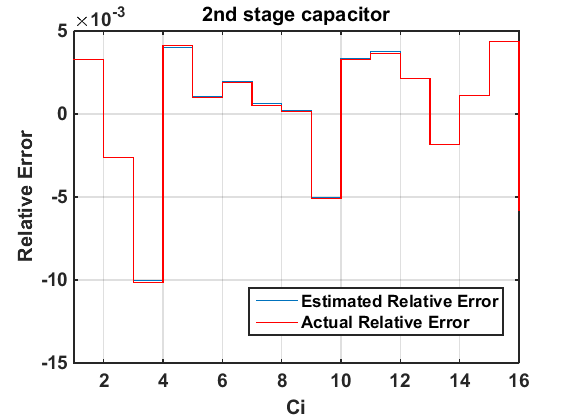 2nd stage capacitor
×10⁻³
5
0
-5
-10
-15
Relative Error
2 4 6 8 10 12 14 16
Ci
Estimated Relative Error
Actual Relative Error